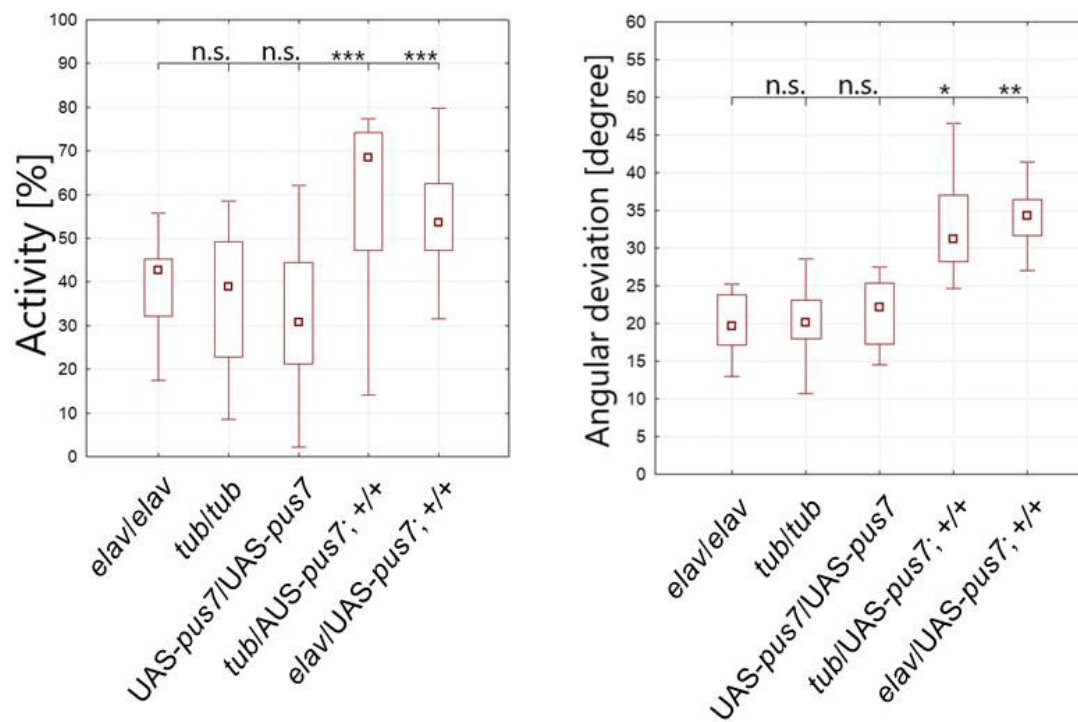 Activity [%]
100
90
80
70
60
50
40
30
20
10
0
n.s. n.s. *** ***
elav/elav
tub/tub
UAS-pus7/UAS-pus7
tub/AUS-pus7; +/+
elav/UAS-pus7; +/+
Angular deviation [degree]
60
55
50
45
40
35
30
25
20
15
10
5
0
n.s. n.s. * **
elav/elav
tub/tub
UAS-pus7/UAS-pus7
tub/UAS-pus7; +/+
elav/UAS-pus7; +/+